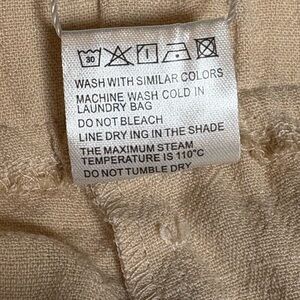 30
WASH WITH SIMILAR COLORS
MACHINE WASH COLD IN
LAUNDRY BAG
DO NOT BLEACH
LINE DRY ING IN THE SHADE
THE MAXIMUM STEAM
TEMPERATURE IS 110°C
DO NOT TUMBLE DRY